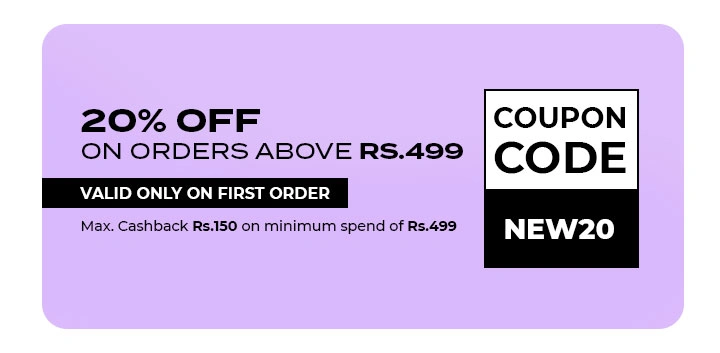 20% OFF
ON ORDERS ABOVE RS.499
VALID ONLY ON FIRST ORDER
Max. Cashback Rs.150 on minimum spend of Rs.499
COUPON
CODE
NEW20